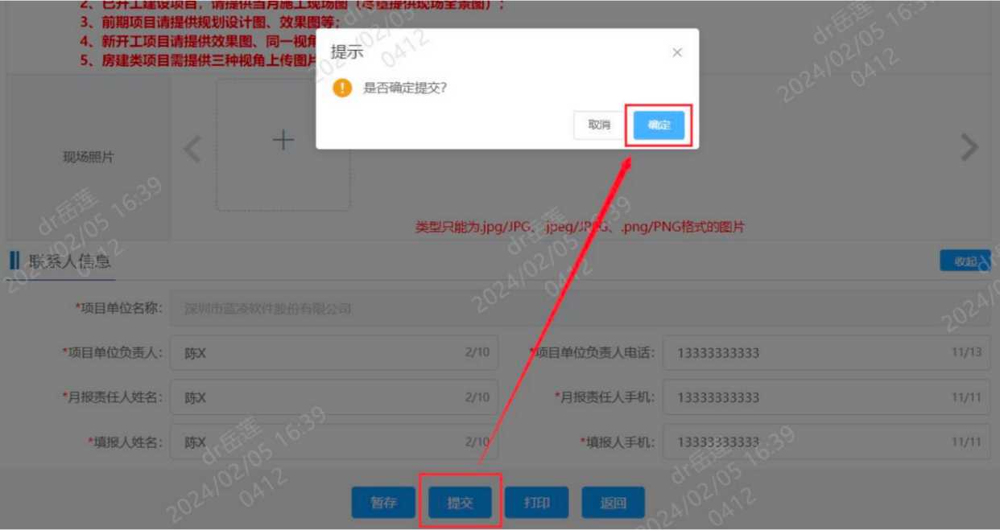 2、已开工建设项目，请提供当月施工现场图（尽量提供现场全景图）；
3、前期项目请提供规划设计图、效果图等；
4、新开工项目请提供效果图、同一视角
5、房建类项目需提供三种视角上传图片
提示
是否确定提交?
取消 确定
现场照片
类型只能为.jpg/JPG、.jpeg/JPEG、.png/PNG格式的图片
联系人信息
收起
*项目单位名称: 深圳市蓝凌软件股份有限公司
*项目单位负责人: 陈X 2/10 *项目单位负责人电话: 13333333333 11/13
*月报责任人姓名: 陈X 2/10 *月报责任人手机: 13333333333 11/11
*填报人姓名: 陈X 2/10 *填报人手机: 13333333333 11/11
暂存 提交 打印 返回
dr岳莲 16:39
2024/02/05
0412